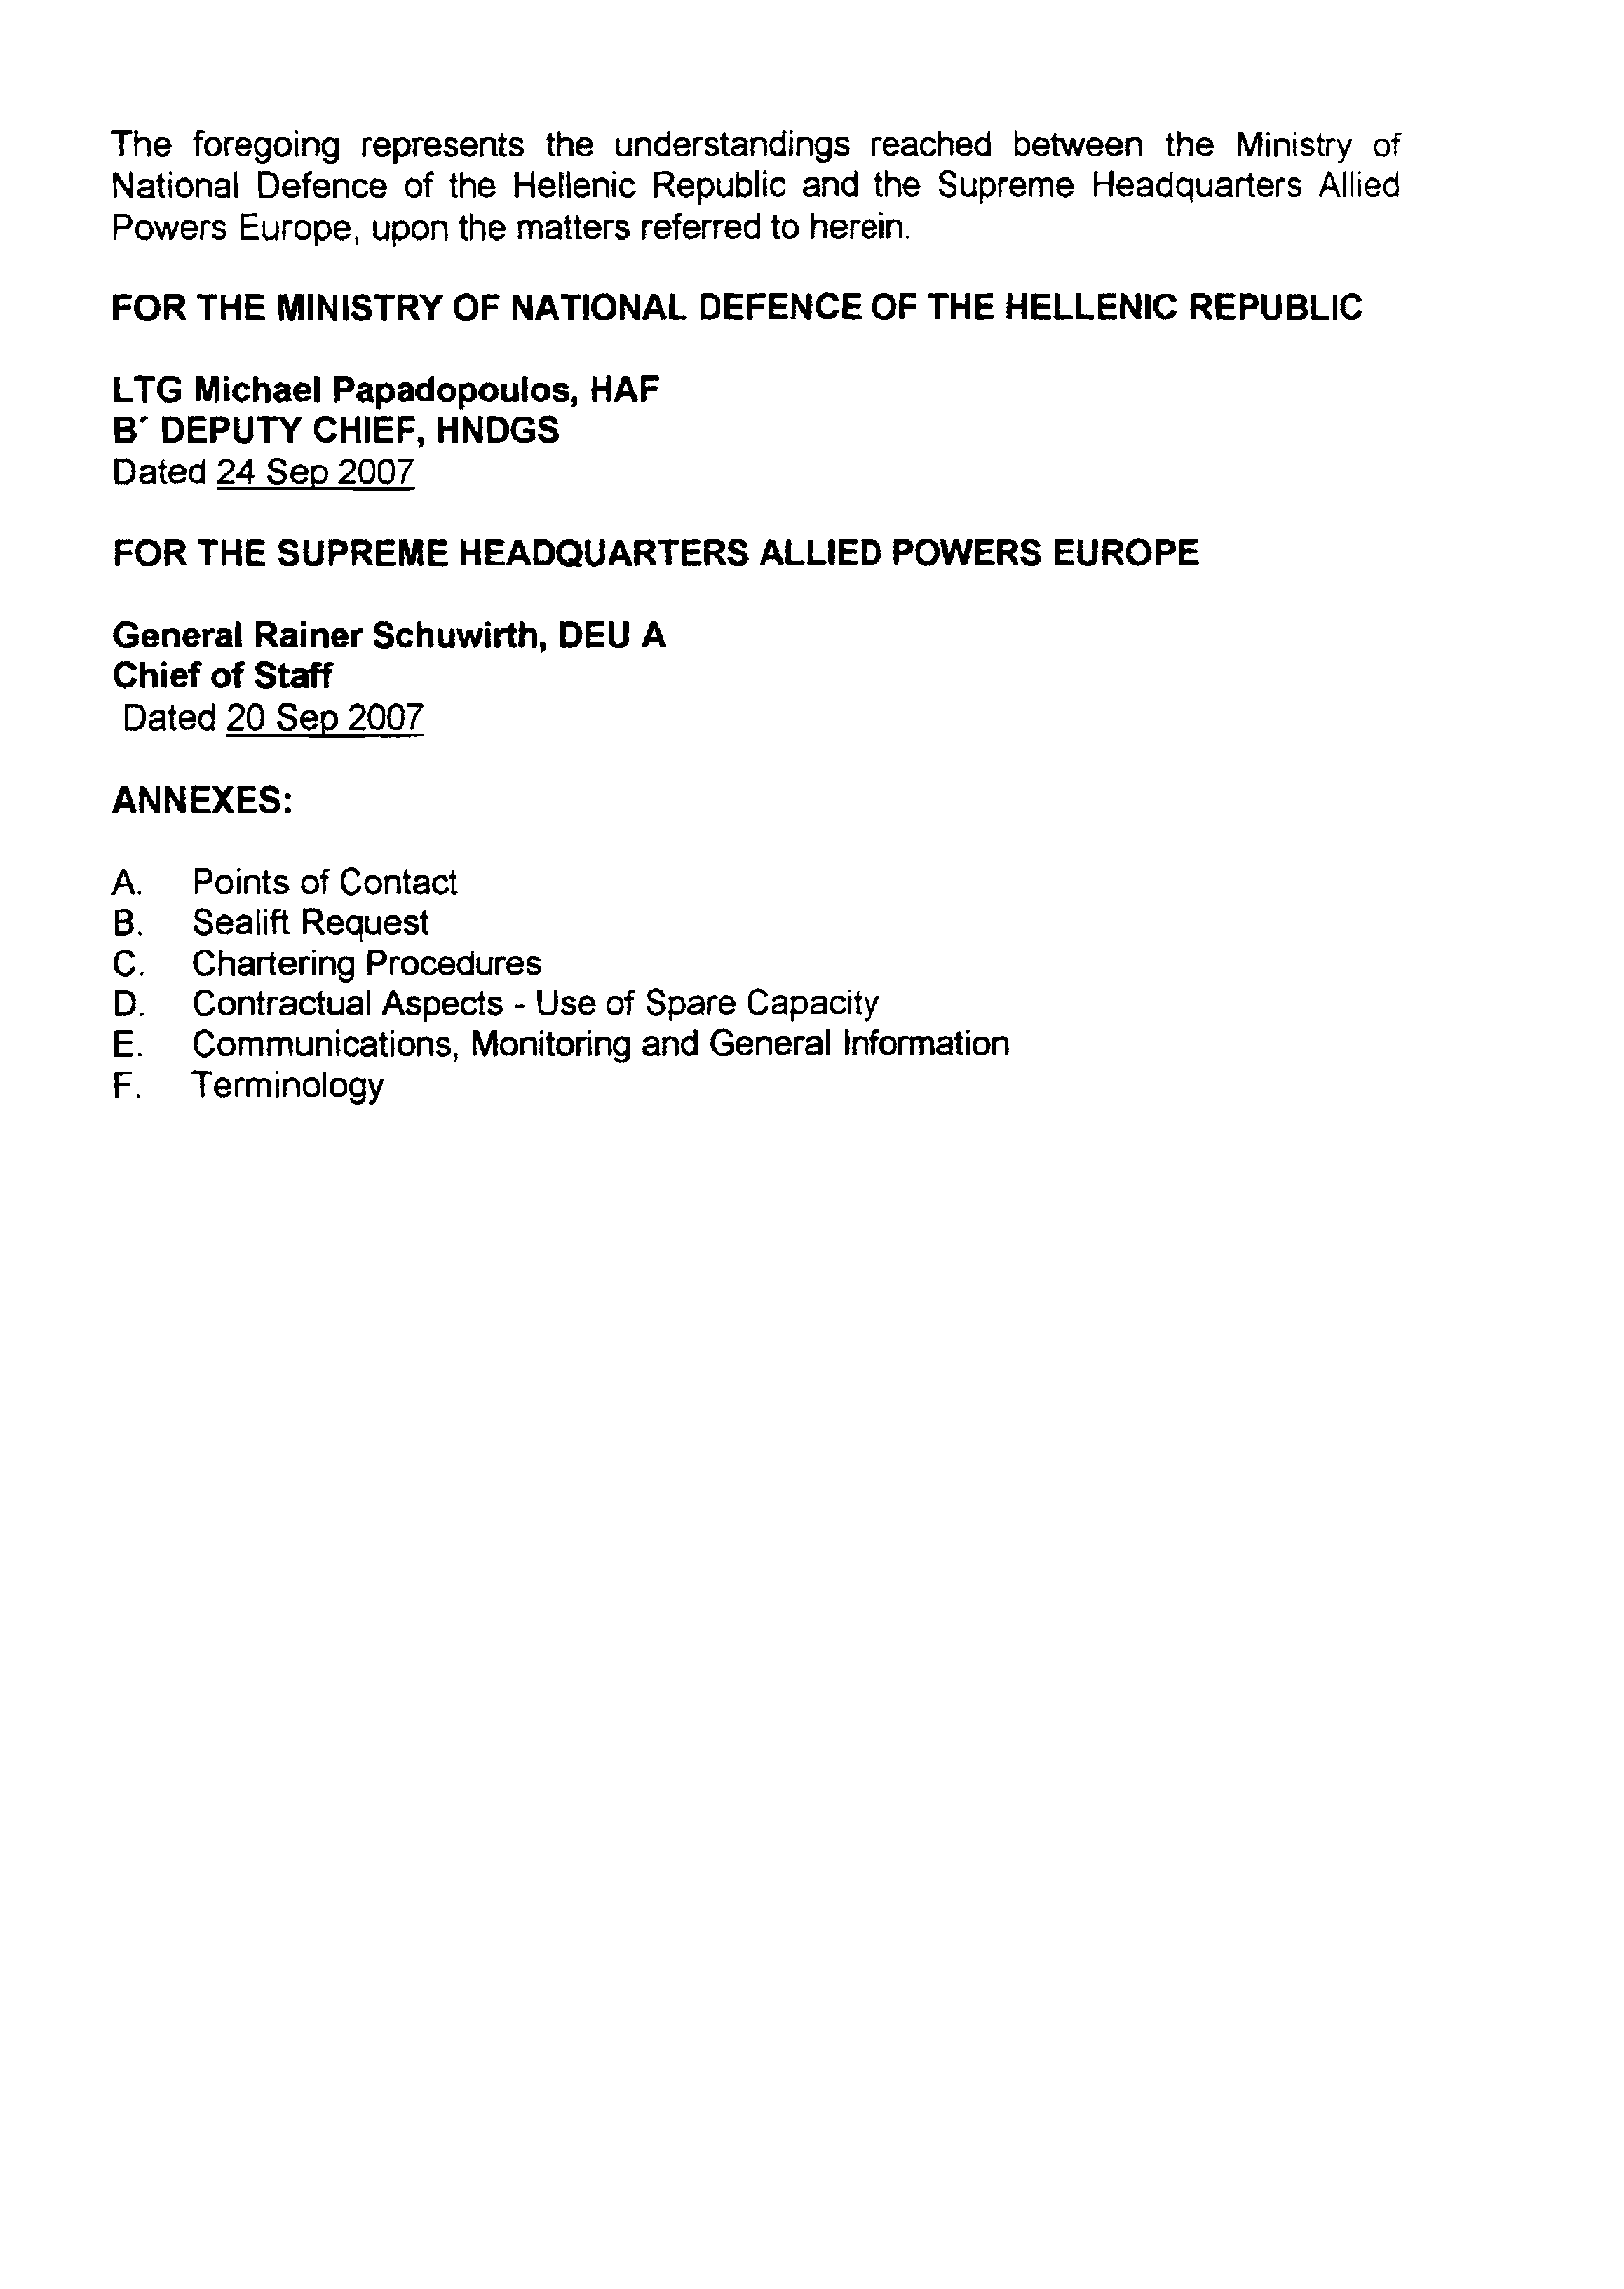 The foregoing represents the understandings reached between the Ministry of
National Defence of the Hellenic Republic and the Supreme Headquarters Allied
Powers Europe, upon the matters referred to herein.
FOR THE MINISTRY OF NATIONAL DEFENCE OF THE HELLENIC REPUBLIC
LTG Michael Papadopoulos, HAF
B´ DEPUTY CHIEF, HNDGS
Dated 24 Sep 2007
FOR THE SUPREME HEADQUARTERS ALLIED POWERS EUROPE
General Rainer Schuwirth, DEU A
Chief of Staff
Dated 20 Sep 2007
ANNEXES:
A. Points of Contact
B. Sealift Request
C. Chartering Procedures
D. Contractual Aspects - Use of Spare Capacity
E. Communications, Monitoring and General Information
F. Terminology